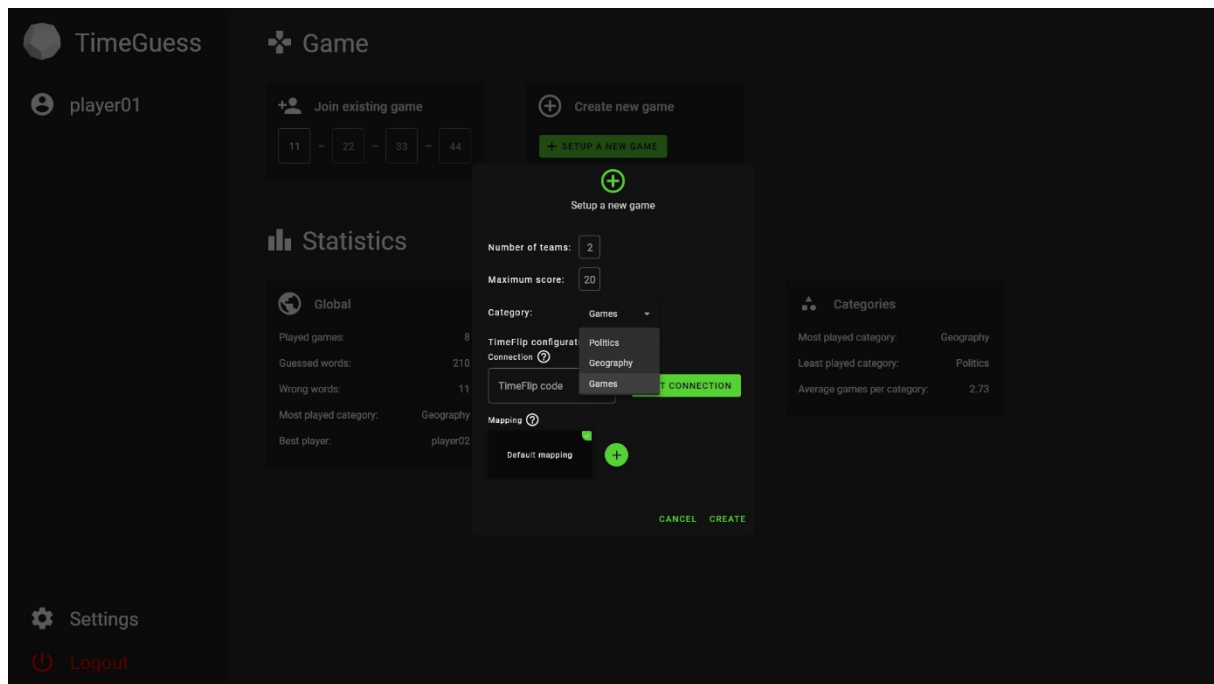 TimeGuess
player01
Settings
Logout
Game
Join existing game
11 – 22 – 33 – 44
Create new game
+ SETUP A NEW GAME
Statistics
Global
Played games: 8
Guessed words: 210
Wrong words: 11
Most played category: Geography
Best player: player02
Categories
Most played category: Geography
Least played category: Politics
Average games per category: 2.73
Setup a new game
Number of teams: 2
Maximum score: 20
Category: Games
Politics
Geography
Games
TimeFlip configurati
Connection ?
TimeFlip code
T CONNECTION
Mapping ?
Default mapping
+
CANCEL CREATE